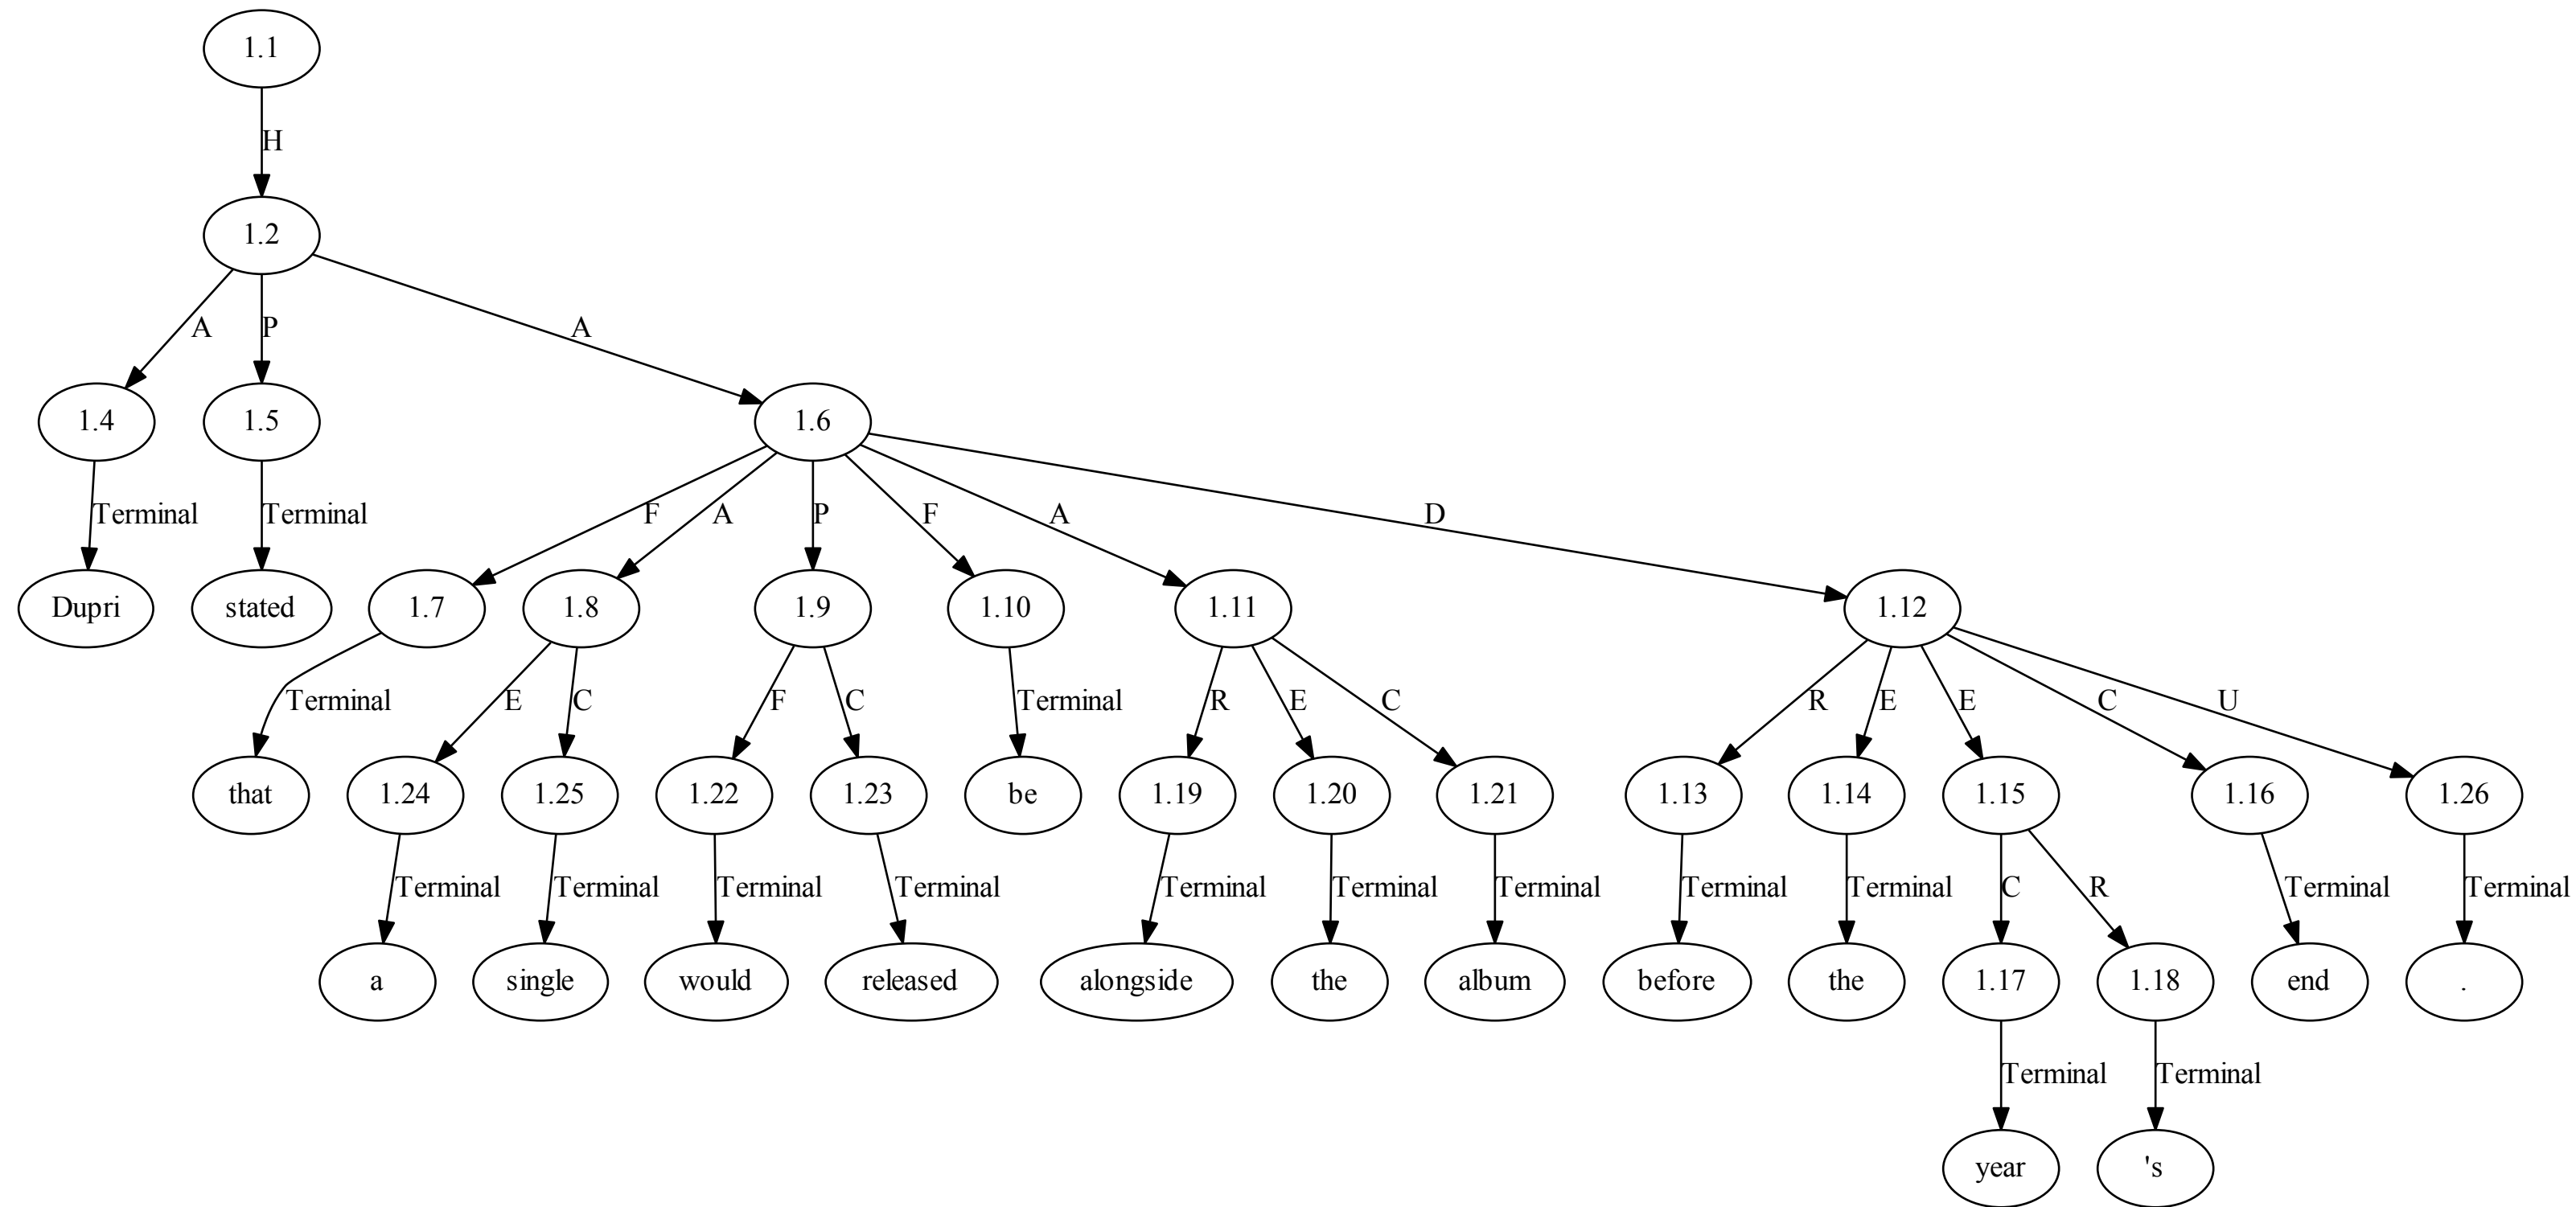 1.1
H
1.2
A P A
1.4 1.5 1.6
Terminal Terminal F A P F A D
Dupri stated 1.7 1.8 1.9 1.10 1.11 1.12
Terminal E C F C Terminal R E C R E E C U
that 1.24 1.25 1.22 1.23 be 1.19 1.20 1.21 1.13 1.14 1.15 1.16 1.26
Terminal Terminal Terminal Terminal Terminal Terminal Terminal Terminal Terminal C R Terminal Terminal
a single would released alongside the album before the 1.17 1.18 end .
Terminal Terminal
year 's